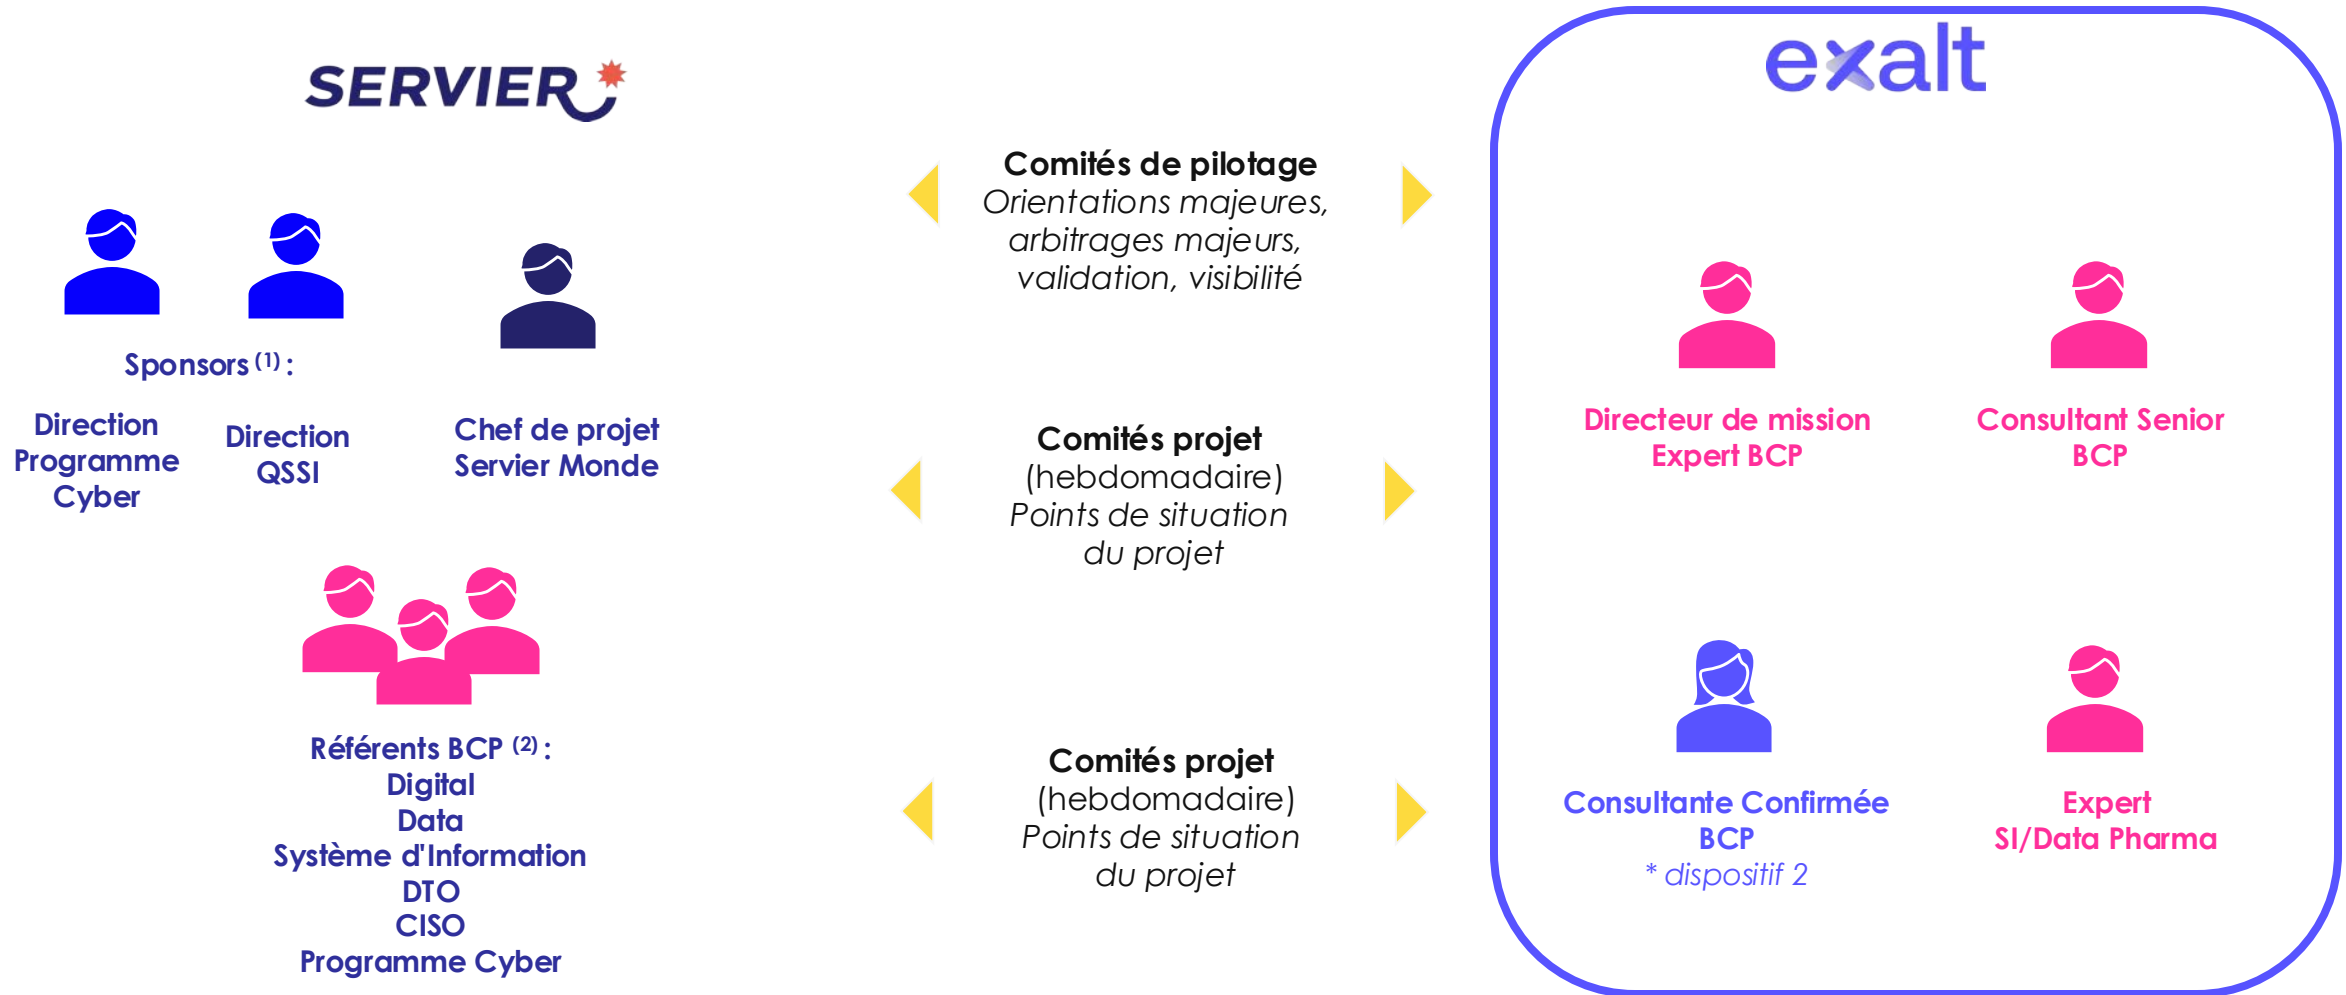 SERVIER
exalt
Comités de pilotage
Orientations majeures,
arbitrages majeurs,
validation, visibilité
Sponsors (1) :
Direction
Programme
Cyber
Direction
QSSI
Chef de projet
Servier Monde
Comités projet
(hebdomadaire)
Points de situation
du projet
Directeur de mission
Expert BCP
Consultant Senior
BCP
Référents BCP (2) :
Digital
Data
Système d'Information
DTO
CISO
Programme Cyber
Comités projet
(hebdomadaire)
Points de situation
du projet
Consultante Confirmée
BCP
* dispositif 2
Expert
SI/Data Pharma